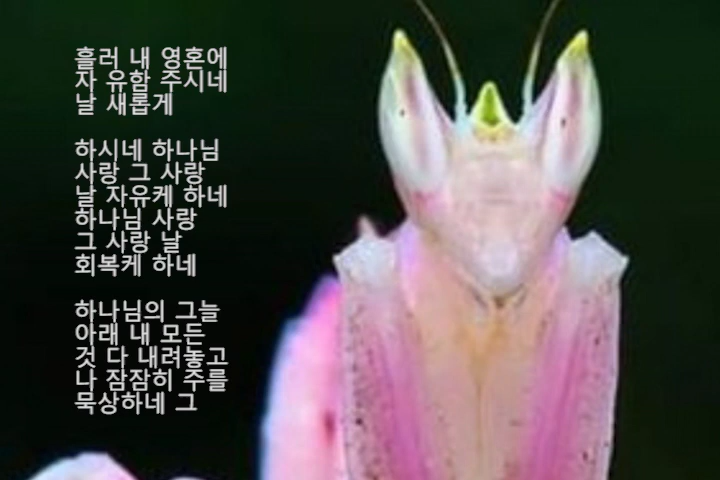 흘러 내 영혼에
자 유함 주시네
날 새롭게
하시네 하나님
사랑 그 사랑
날 자유케 하네
하나님 사랑
그 사랑 날
회복케 하네
하나님의 그늘
아래 내 모든
것 다 내려놓고
나 잠잠히 주를
묵상하네 그